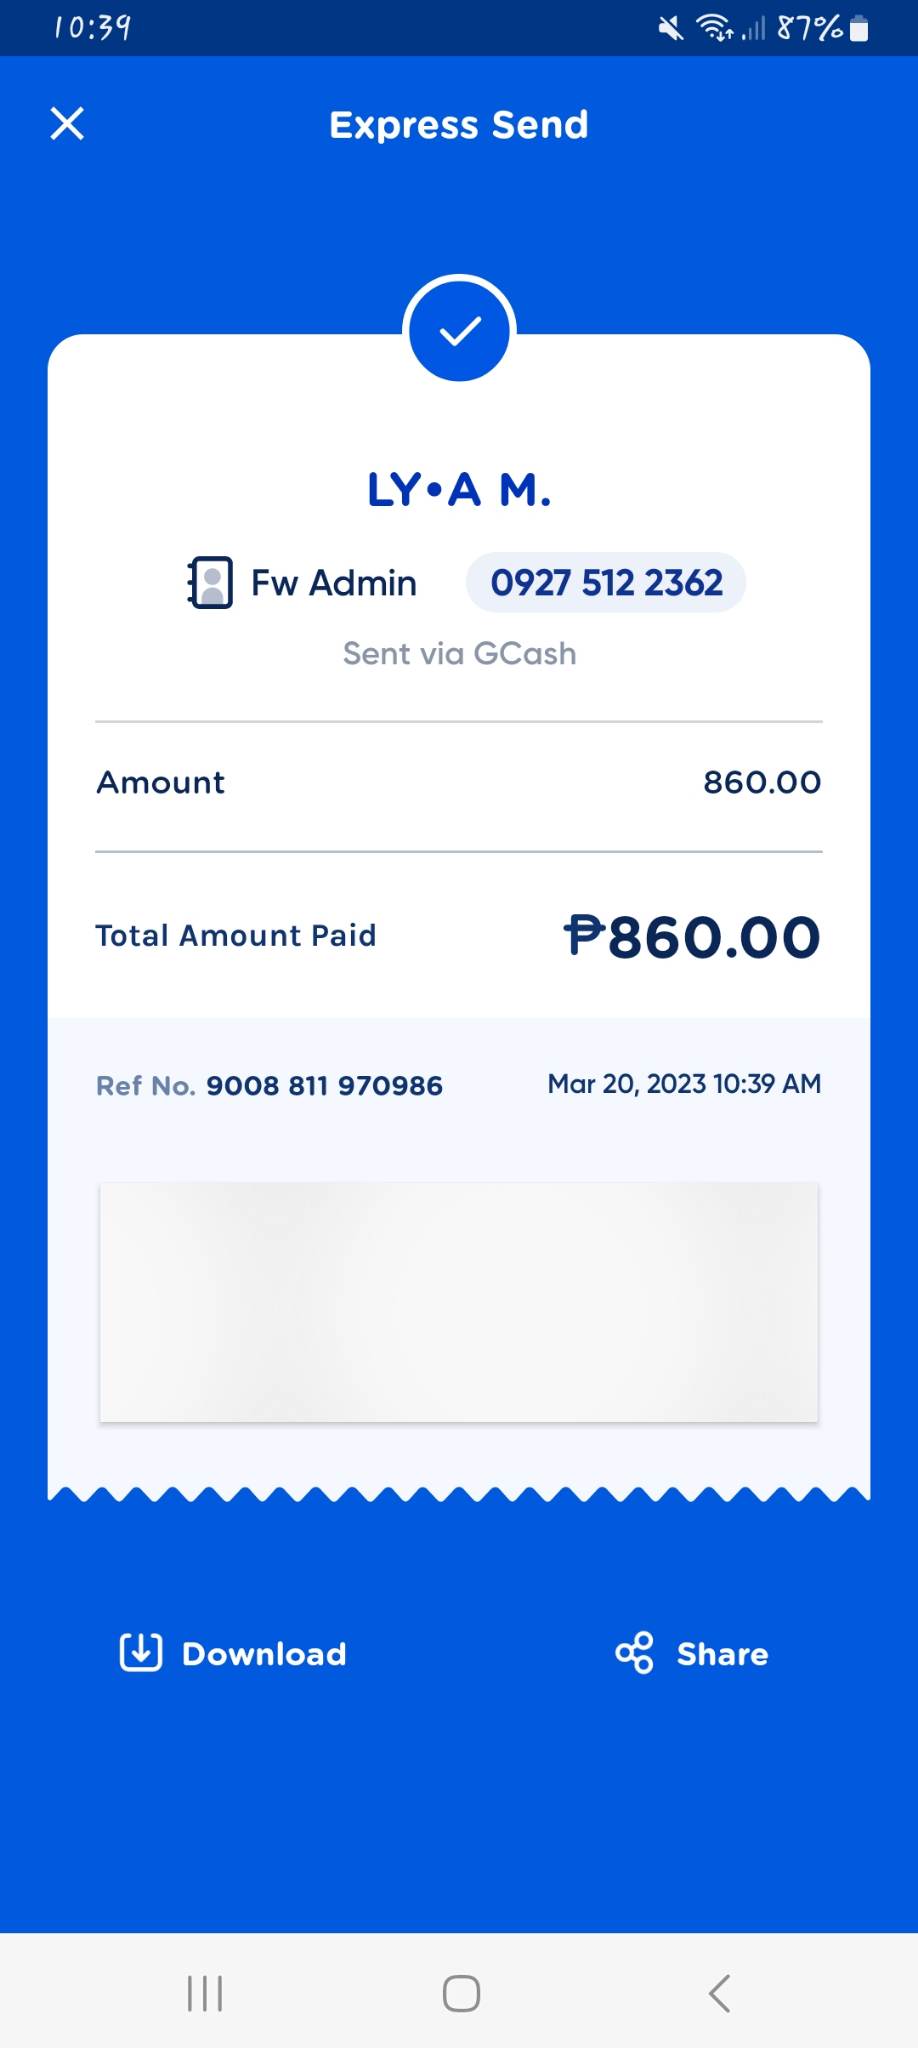 10:39 87%
Express Send
LY•A M.
Fw Admin 0927 512 2362
Sent via GCash
Amount 860.00
Total Amount Paid ₱860.00
Ref No. 9008 811 970986 Mar 20, 2023 10:39 AM
Download Share